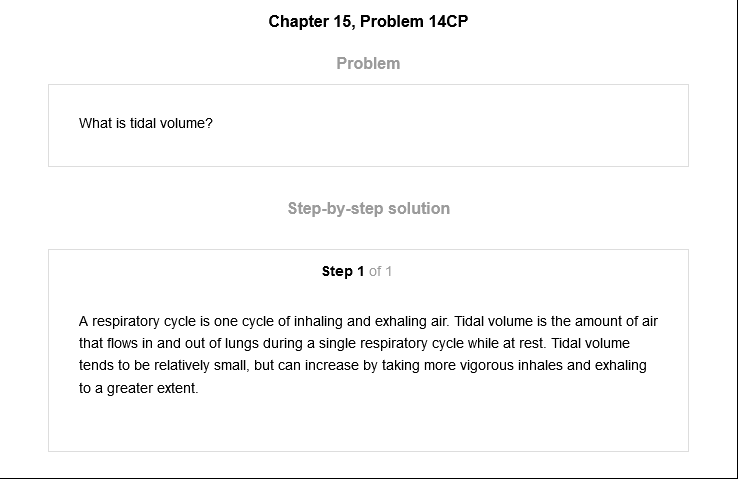 Chapter 15, Problem 14CP
Problem
What is tidal volume?
Step-by-step solution
Step 1 of 1
A respiratory cycle is one cycle of inhaling and exhaling air. Tidal volume is the amount of air
that flows in and out of lungs during a single respiratory cycle while at rest. Tidal volume
tends to be relatively small, but can increase by taking more vigorous inhales and exhaling
to a greater extent.